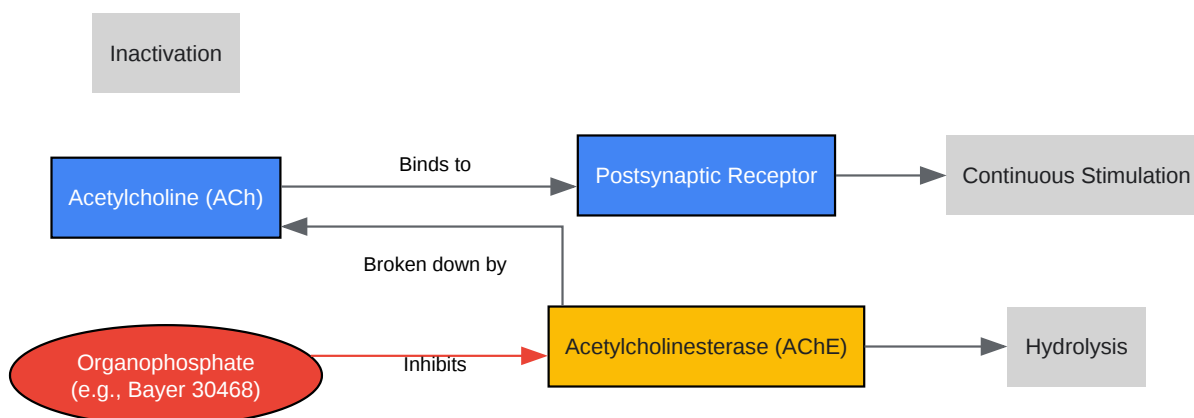 Inactivation
Binds to
Acetylcholine (ACh)
Postsynaptic Receptor
Continuous Stimulation
Broken down by
Organophosphate
(e.g., Bayer 30468)
Inhibits
Acetylcholinesterase (AChE)
Hydrolysis